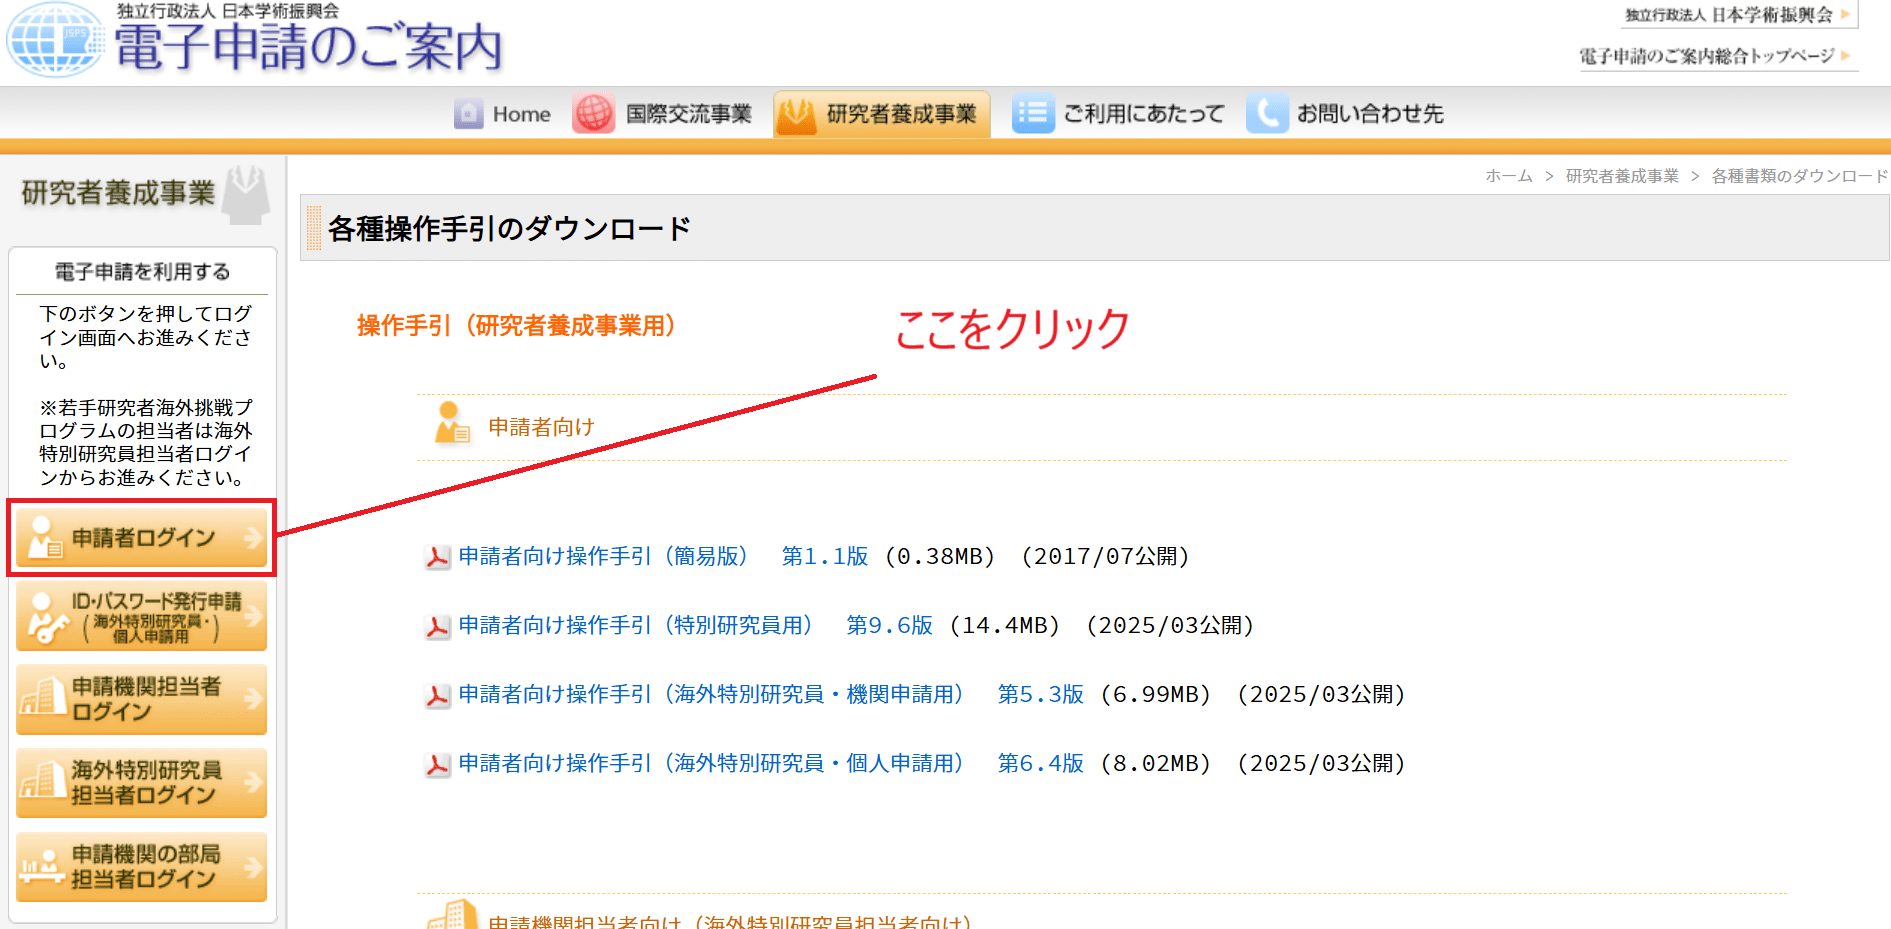 独立行政法人 日本学術振興会
JSPS
電子申請のご案内
独立行政法人 日本学術振興会
電子申請のご案内総合トップページ
Home
国際交流事業
研究者養成事業
ご利用にあたって
お問い合わせ先
ホーム > 研究者養成事業 > 各種書類のダウンロード
研究者養成事業
電子申請を利用する
下のボタンを押してログ
イン画面へお進みくださ
い。
※若手研究者海外挑戦プ
ログラムの担当者は海外
特別研究員担当者ログイ
ンからお進みください。
申請者ログイン
ID・パスワード発行申請
(海外特別研究員・
個人申請用)
申請機関担当者
ログイン
海外特別研究員
担当者ログイン
申請機関の部局
担当者ログイン
各種操作手引のダウンロード
操作手引（研究者養成事業用）
ここをクリック
申請者向け
申請者向け操作手引（簡易版） 第1.1版 (0.38MB) (2017/07公開)
申請者向け操作手引（特別研究員用） 第9.6版 (14.4MB) (2025/03公開)
申請者向け操作手引（海外特別研究員・機関申請用） 第5.3版 (6.99MB) (2025/03公開)
申請者向け操作手引（海外特別研究員・個人申請用） 第6.4版 (8.02MB) (2025/03公開)
申請機関担当者向け（海外特別研究員担当者向け）